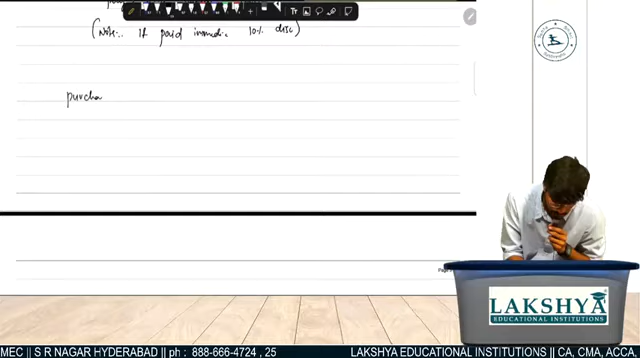 Tr
(Note:. If paid immedi. 10% disc)
purcha
LAKSHYA
EDUCATIONAL INSTITUTIONS
MEC || S R NAGAR HYDERABAD || ph : 888-666-4724 , 25 LAKSHYA EDUCATIONAL INSTITUTIONS || CA, CMA, ACCA